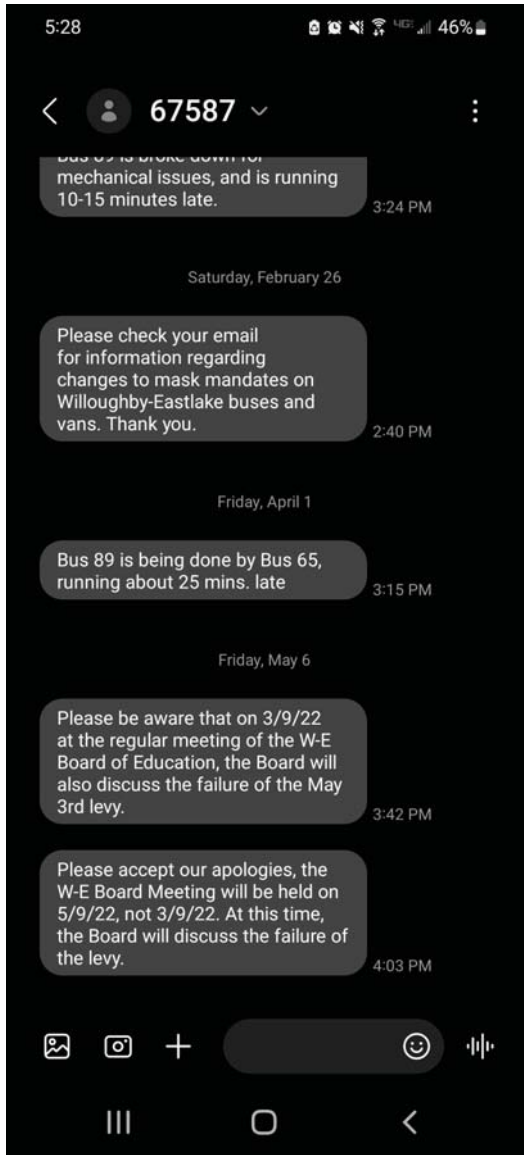 5:28
4GE 46%
67587
mechanical issues, and is running
10-15 minutes late.
3:24 PM
Saturday, February 26
Please check your email
for information regarding
changes to mask mandates on
Willoughby-Eastlake buses and
vans. Thank you.
2:40 PM
Friday, April 1
Bus 89 is being done by Bus 65,
running about 25 mins. late
3:15 PM
Friday, May 6
Please be aware that on 3/9/22
at the regular meeting of the W-E
Board of Education, the Board will
also discuss the failure of the May
3rd levy.
3:42 PM
Please accept our apologies, the
W-E Board Meeting will be held on
5/9/22, not 3/9/22. At this time,
the Board will discuss the failure of
the levy.
4:03 PM